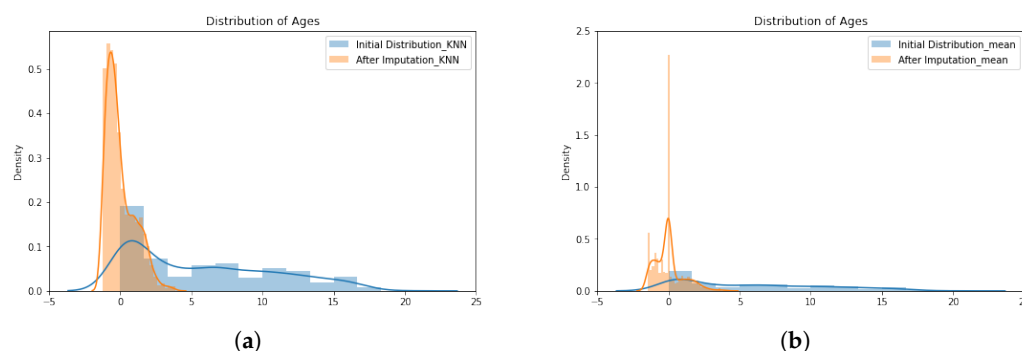 Distribution of Ages
Initial Distribution_KNN
After Imputation_KNN
Density
0.5
0.4
0.3
0.2
0.1
0.0
-5 0 5 10 15 20 25
(a)
Distribution of Ages
Initial Distribution_mean
After Imputation_mean
Density
2.5
2.0
1.5
1.0
0.5
0.0
-5 0 5 10 15 20 25
(b)